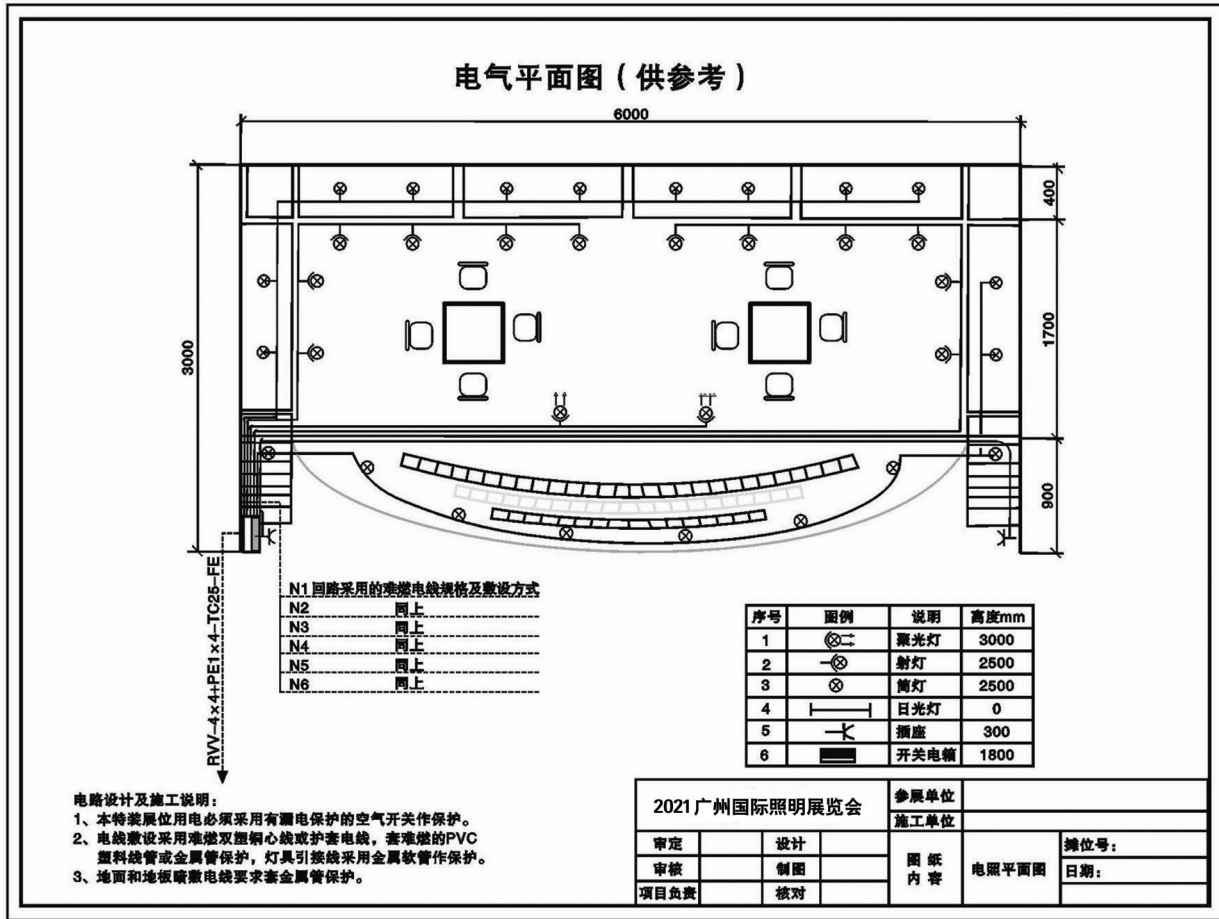 电气平面图（供参考）
6000
3000
400
1700
900
RVV-4×4+PE1×4-TC25-FE
N1 回路采用的难燃电线规格及敷设方式
N2 同上
N3 同上
N4 同上
N5 同上
N6 同上
序号 图例 说明 高度mm
1 聚光灯 3000
2 射灯 2500
3 筒灯 2500
4 日光灯 0
5 插座 300
6 开关电箱 1800
电路设计及施工说明：
1、本特装展位用电必须采用有漏电保护的空气开关作保护。
2、电线敷设采用难燃双塑铜心线或护套电线，套难燃的PVC
塑料线管或金属管保护，灯具引接线采用金属软管作保护。
3、地面和地板暗敷电线要求套金属管保护。
2021广州国际照明展览会
参展单位
施工单位
审定 设计
审核 制图
项目负责 核对
图纸
内容
电照平面图
摊位号：
日期：